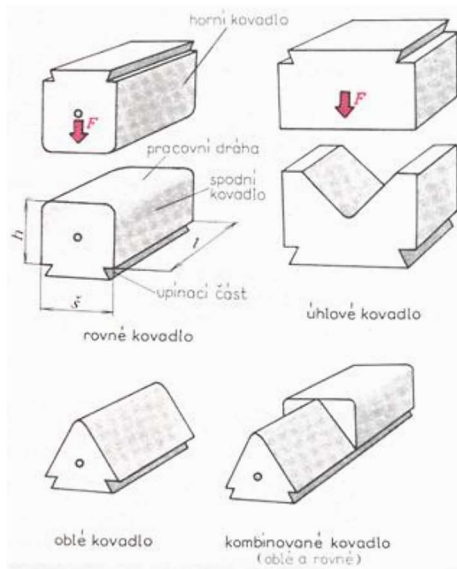 horní kovadlo
F
F
pracovní dráha
spodní kovadlo
h
l
š
upínací část
rovné kovadlo
úhlové kovadlo
oblé kovadlo
kombinované kovadlo
(oblé a rovné)